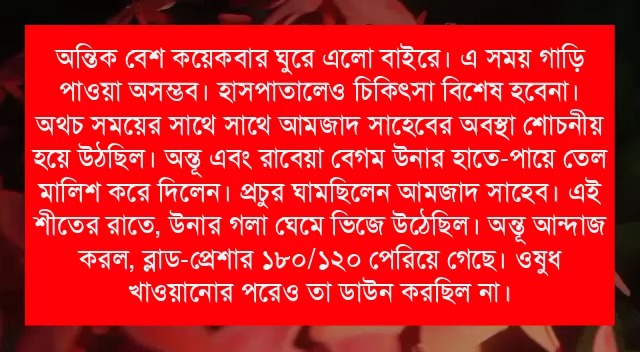 অন্তিক বেশ কয়েকবার ঘুরে এলো বাইরে। এ সময় গাড়ি
পাওয়া অসম্ভব। হাসপাতালেও চিকিৎসা বিশেষ হবেনা।
অথচ সময়ের সাথে সাথে আমজাদ সাহেবের অবস্থা শোচনীয়
হয়ে উঠছিল। অন্তূ এবং রাবেয়া বেগম উনার হাতে-পায়ে তেল
মালিশ করে দিলেন। প্রচুর ঘামছিলেন আমজাদ সাহেব। এই
শীতের রাতে, উনার গলা ঘেমে ভিজে উঠেছিল। অন্তূ আন্দাজ
করল, ব্লাড-প্রেশার ১৮০/১২০ পেরিয়ে গেছে। ওষুধ
খাওয়ানোর পরেও তা ডাউন করছিল না।